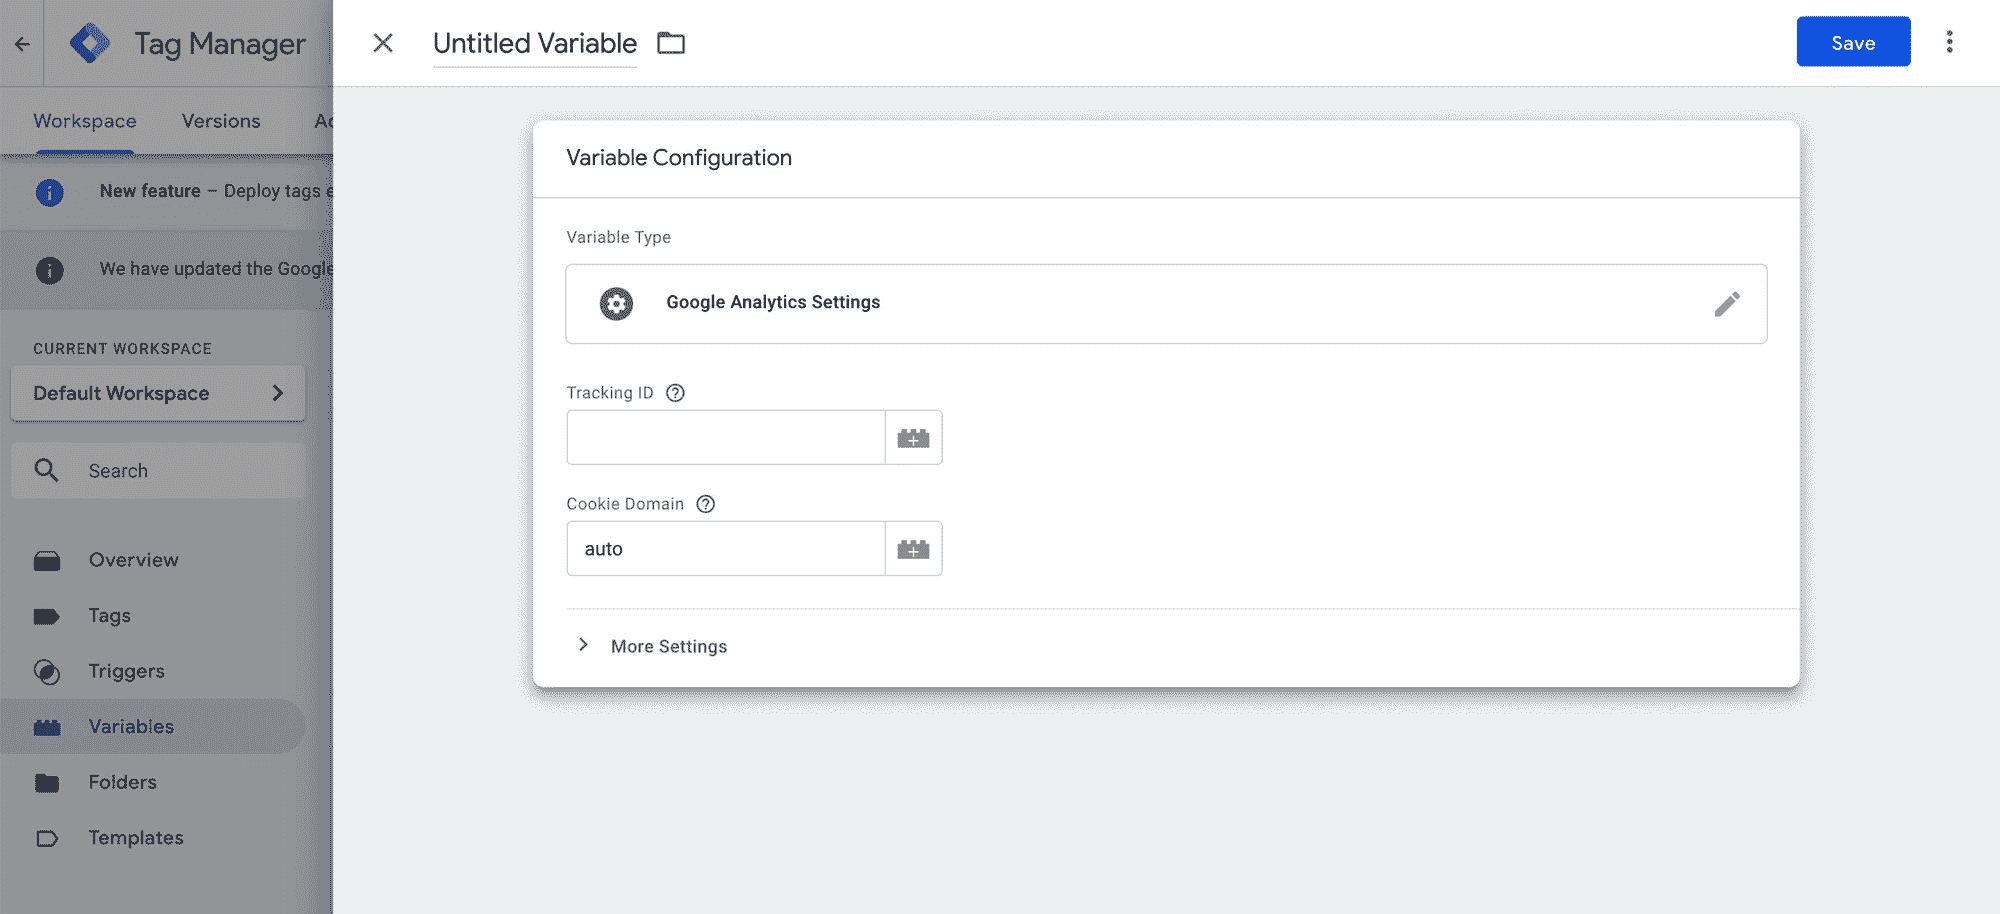 Tag Manager
Untitled Variable
Save
Workspace
Versions
New feature – Deploy tags
We have updated the Google
CURRENT WORKSPACE
Default Workspace
Search
Overview
Tags
Triggers
Variables
Folders
Templates
Variable Configuration
Variable Type
Google Analytics Settings
Tracking ID
Cookie Domain
auto
More Settings